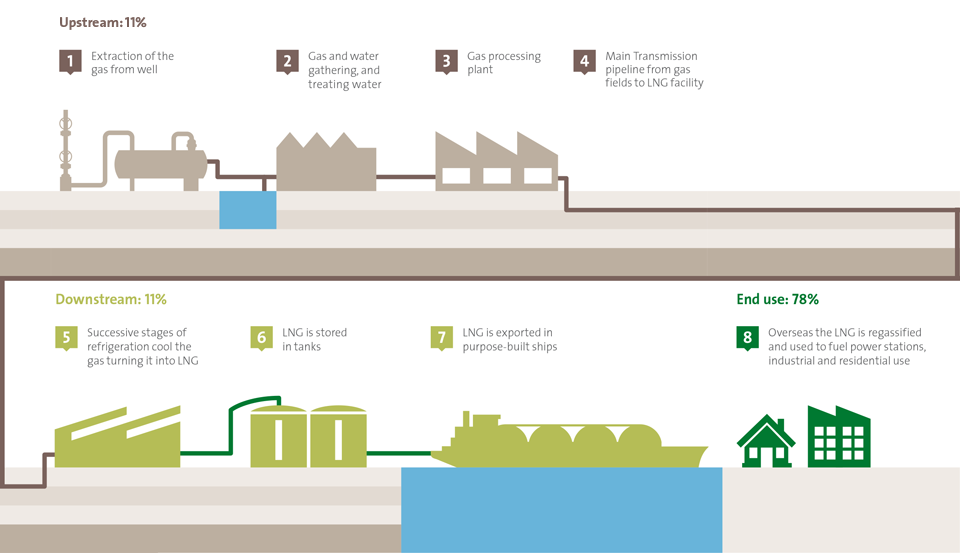 Upstream: 11%
1
Extraction of the
gas from well
2
Gas and water
gathering, and
treating water
3
Gas processing
plant
4
Main Transmission
pipeline from gas
fields to LNG facility
Downstream: 11%
5
Successive stages of
refrigeration cool the
gas turning it into LNG
6
LNG is stored
in tanks
7
LNG is exported in
purpose-built ships
End use: 78%
8
Overseas the LNG is regassified
and used to fuel power stations,
industrial and residential use